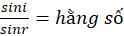 sini/sinr = hằng số